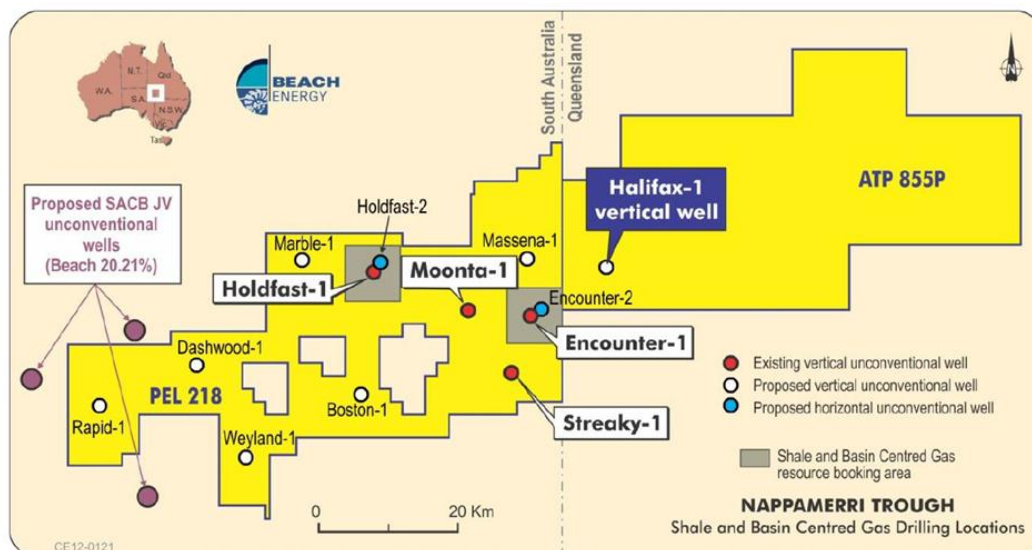 W.A.
N.T.
Qld
S.A.
N.S.W.
Vic
Tas
BEACH
ENERGY
South Australia
Queensland
N
ATP 855P
Halifax-1
vertical well
Proposed SACB JV
unconventional
wells
(Beach 20.21%)
Holdfast-2
Marble-1
Massena-1
Holdfast-1
Moonta-1
Encounter-2
Encounter-1
Dashwood-1
PEL 218
Boston-1
Rapid-1
Streaky-1
Weyland-1
Existing vertical unconventional well
Proposed vertical unconventional well
Proposed horizontal unconventional well
Shale and Basin Centred Gas
resource booking area
0
20 Km
NAPPAMERRI TROUGH
Shale and Basin Centred Gas Drilling Locations
CE12-0121